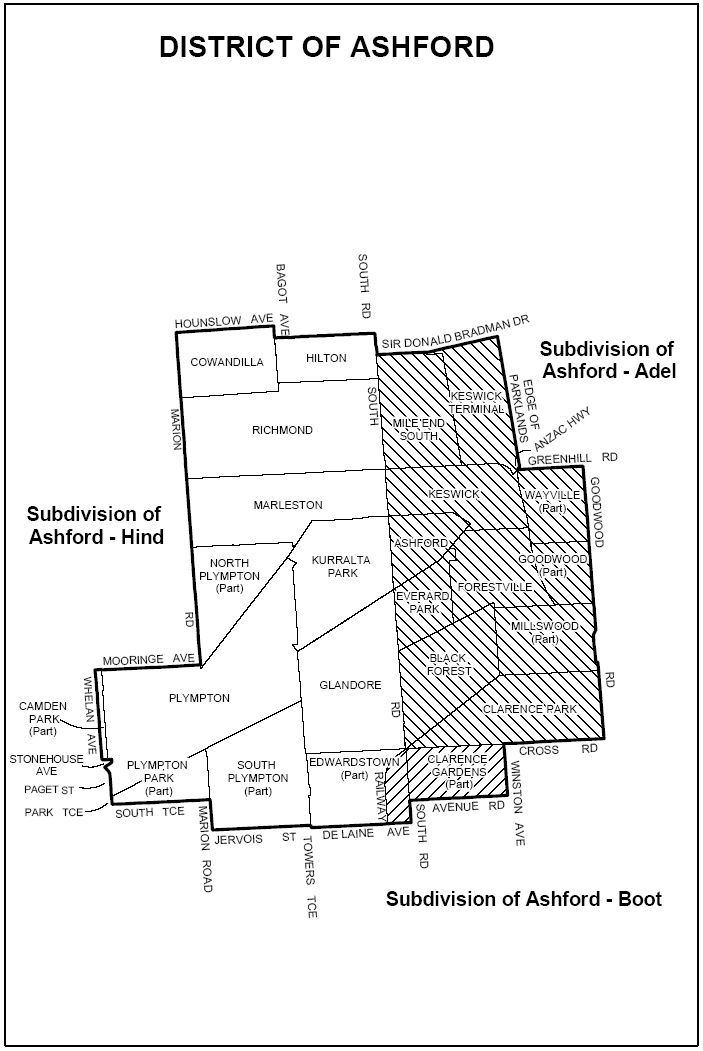 DISTRICT OF ASHFORD
BAGOT AVE
SOUTH RD
HOUNSLOW AVE
SIR DONALD BRADMAN DR
Subdivision of
Ashford - Adel
COWANDILLA
HILTON
MARION
RD
SOUTH
RD
MILE END
SOUTH
KESWICK
TERMINAL
EDGE OF
PARKLANDS
ANZAC HWY
RICHMOND
GREENHILL RD
GOODWOOD
RD
Subdivision of
Ashford - Hind
MARLESTON
KESWICK
WAYVILLE
(Part)
ASHFORD
NORTH
PLYMPTON
(Part)
KURRALTA
PARK
GOODWOOD
(Part)
FORESTVILLE
EVERARD
PARK
MILLSWOOD
(Part)
MOORINGE AVE
BLACK
FOREST
WHELAN AVE
PLYMPTON
GLANDORE
CLARENCE PARK
CAMDEN
PARK
(Part)
CROSS RD
STONEHOUSE
AVE
PLYMPTON
PARK
(Part)
SOUTH
PLYMPTON
(Part)
EDWARDSTOWN
(Part)
RAILWAY
CLARENCE
GARDENS
(Part)
WINSTON AVE
PAGET ST
PARK TCE
SOUTH TCE
MARION ROAD
JERVOIS ST
TOWERS TCE
DE LAINE AVE
SOUTH RD
AVENUE RD
Subdivision of Ashford - Boot